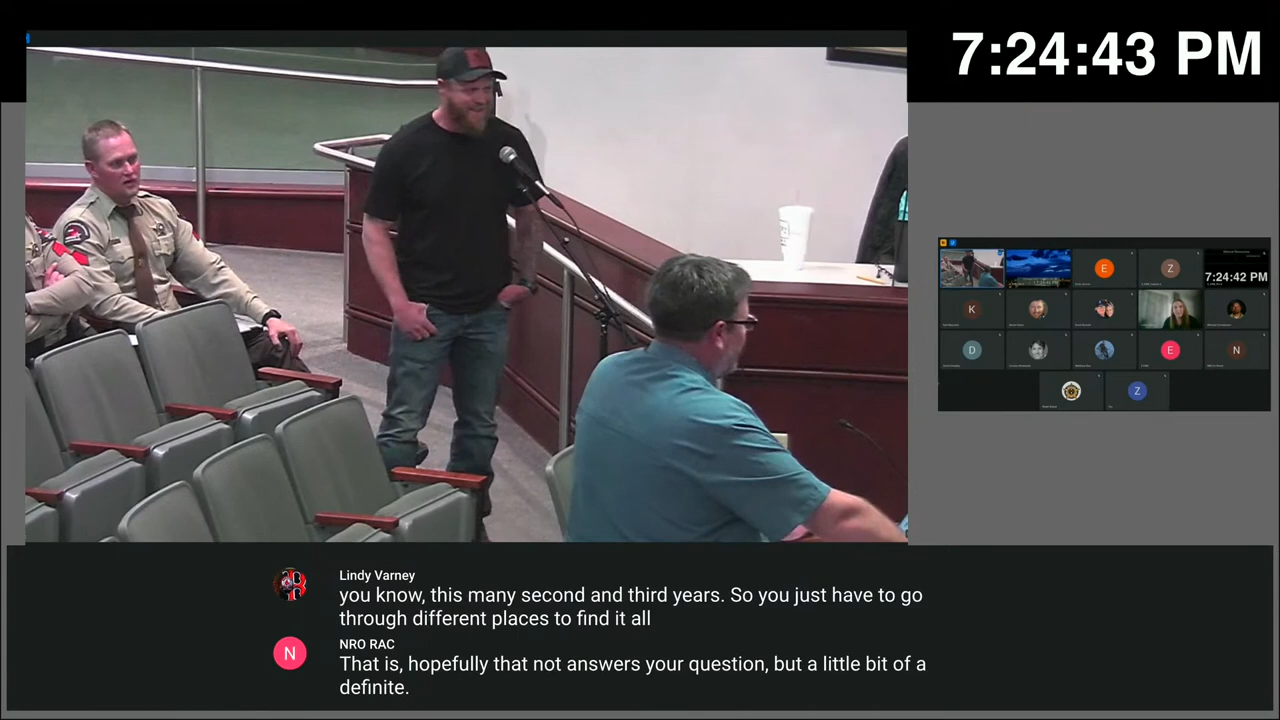 7:24:43 PM
E
Z
7:24:42 PM
K
D
E
N
Z
Lindy Varney
you know, this many second and third years. So you just have to go
through different places to find it all
N
NRO RAC
That is, hopefully that not answers your question, but a little bit of a
definite.